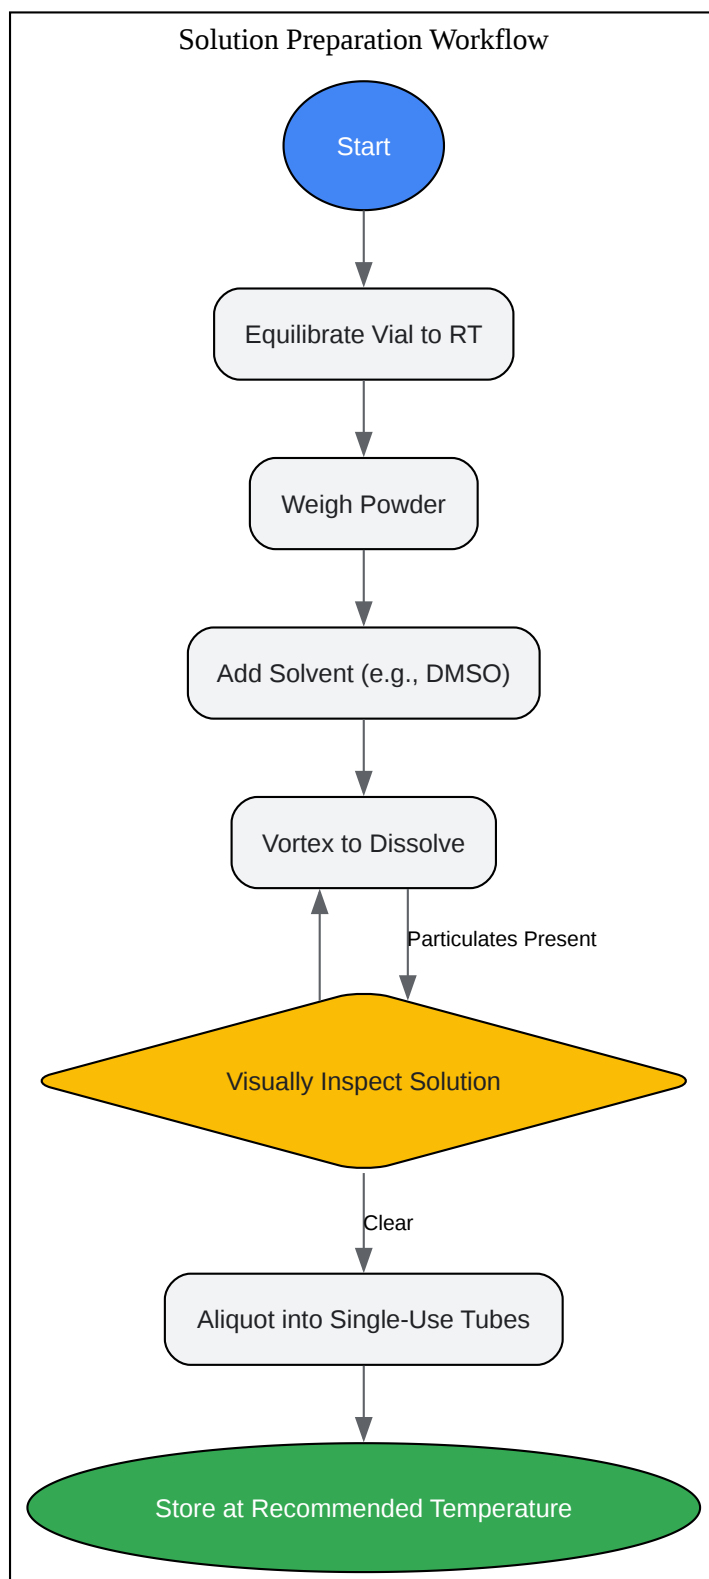 Solution Preparation Workflow
Start
Equilibrate Vial to RT
Weigh Powder
Add Solvent (e.g., DMSO)
Vortex to Dissolve
Particulates Present
Visually Inspect Solution
Clear
Aliquot into Single-Use Tubes
Store at Recommended Temperature